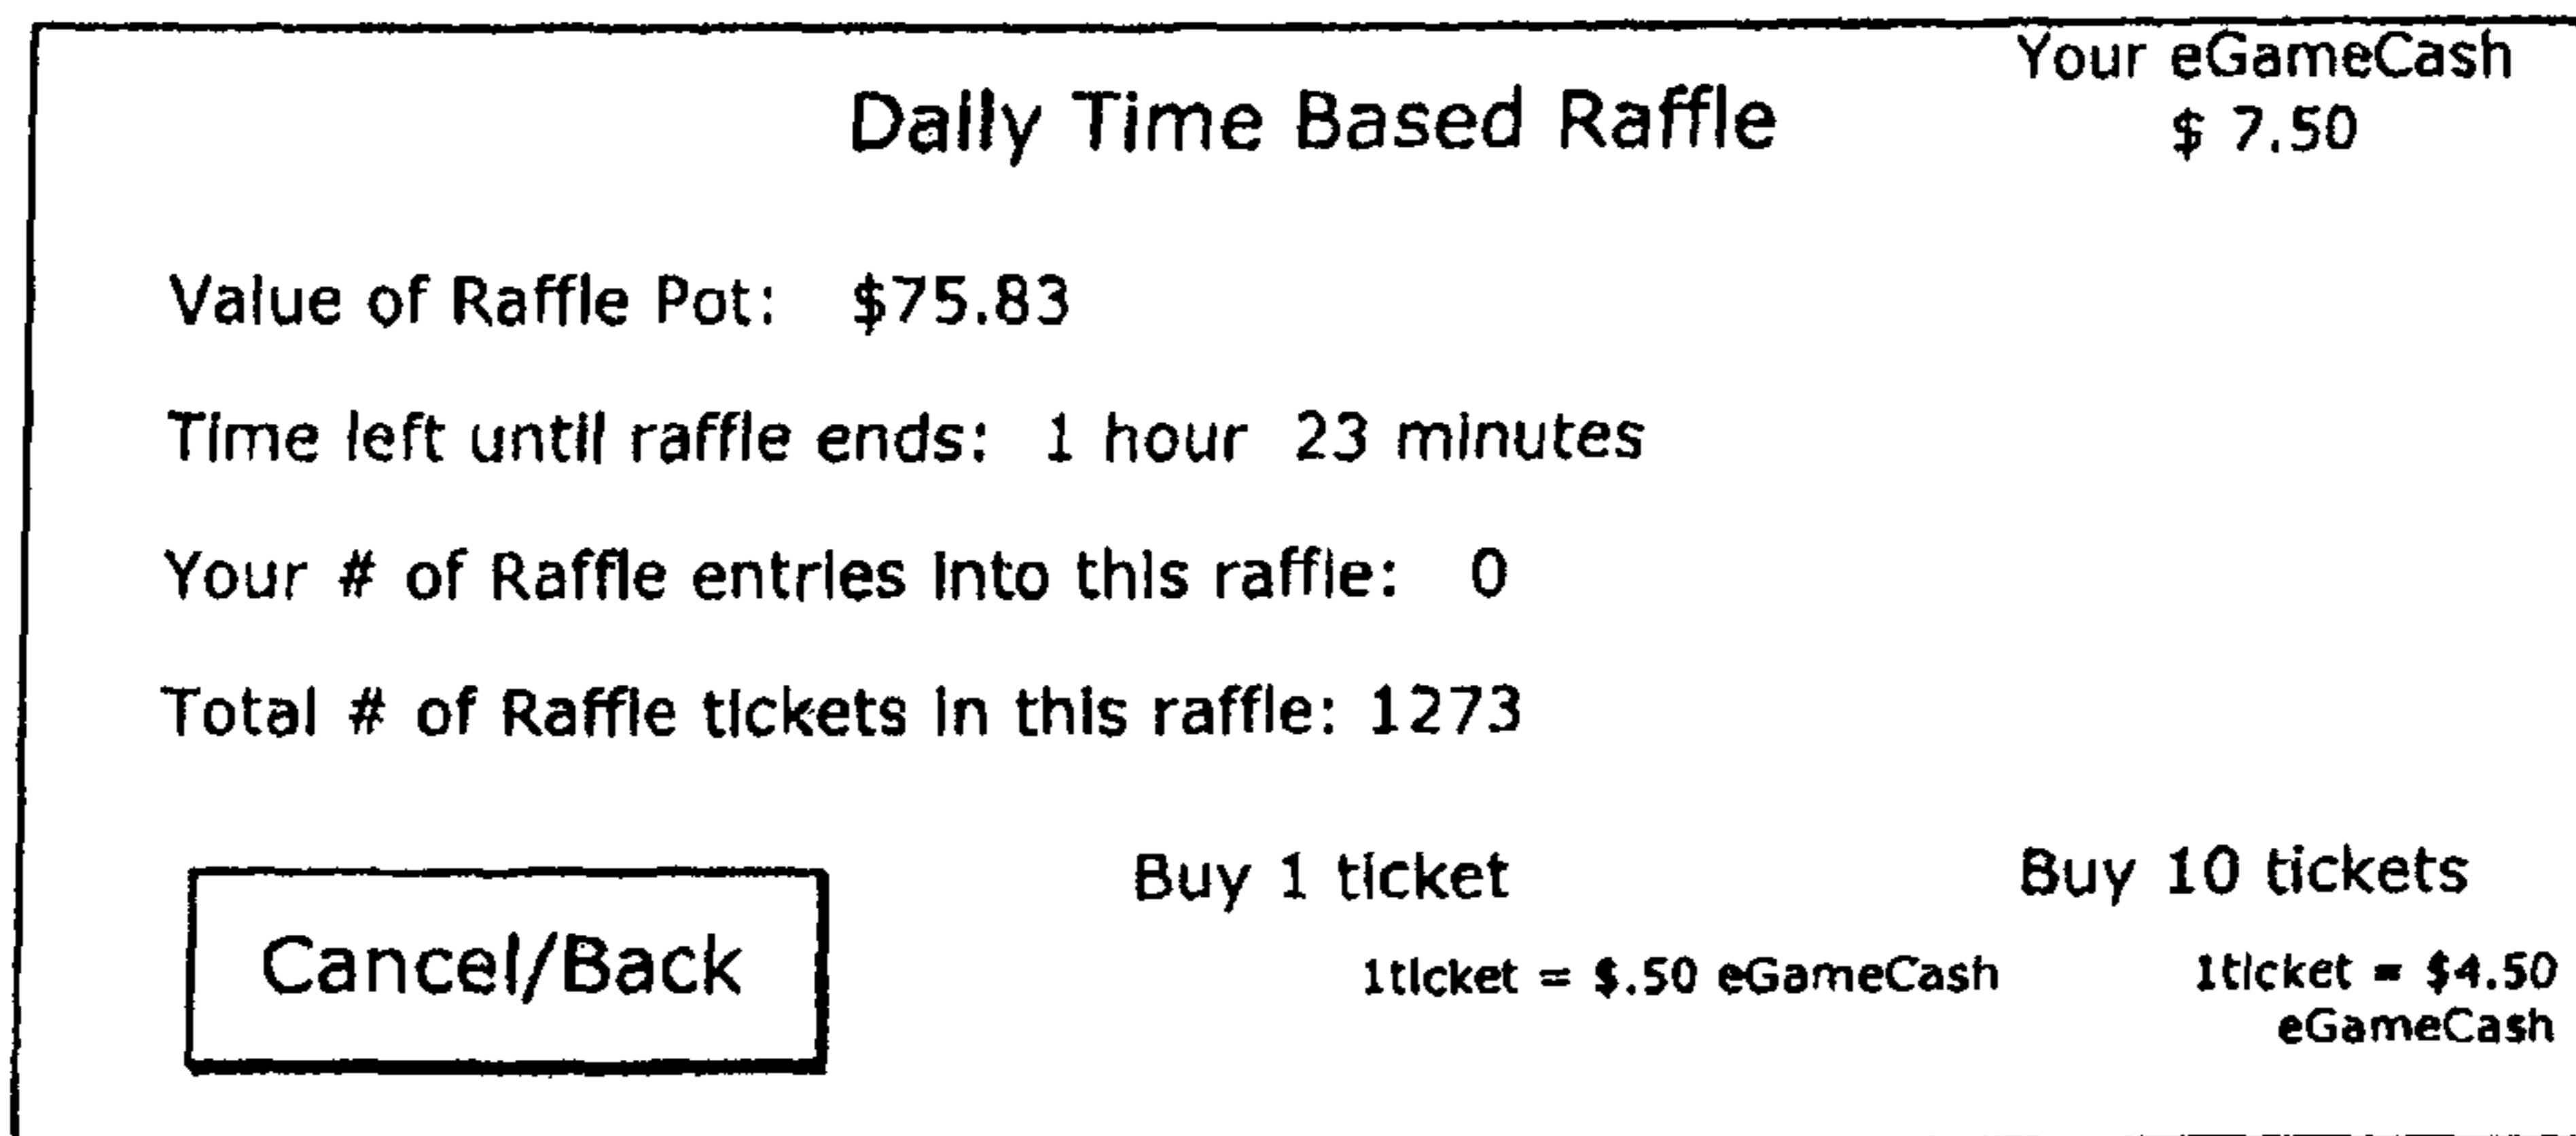 Your eGameCash
Daily Time Based Raffle
$ 7.50
Value of Raffle Pot: $75.83
Time left until raffle ends: 1 hour 23 minutes
Your # of Raffle entries into this raffle: 0
Total # of Raffle tickets in this raffle: 1273
Buy 1 ticket
Buy 10 tickets
Cancel/Back
1ticket = $.50 eGameCash
1ticket = $4.50
eGameCash